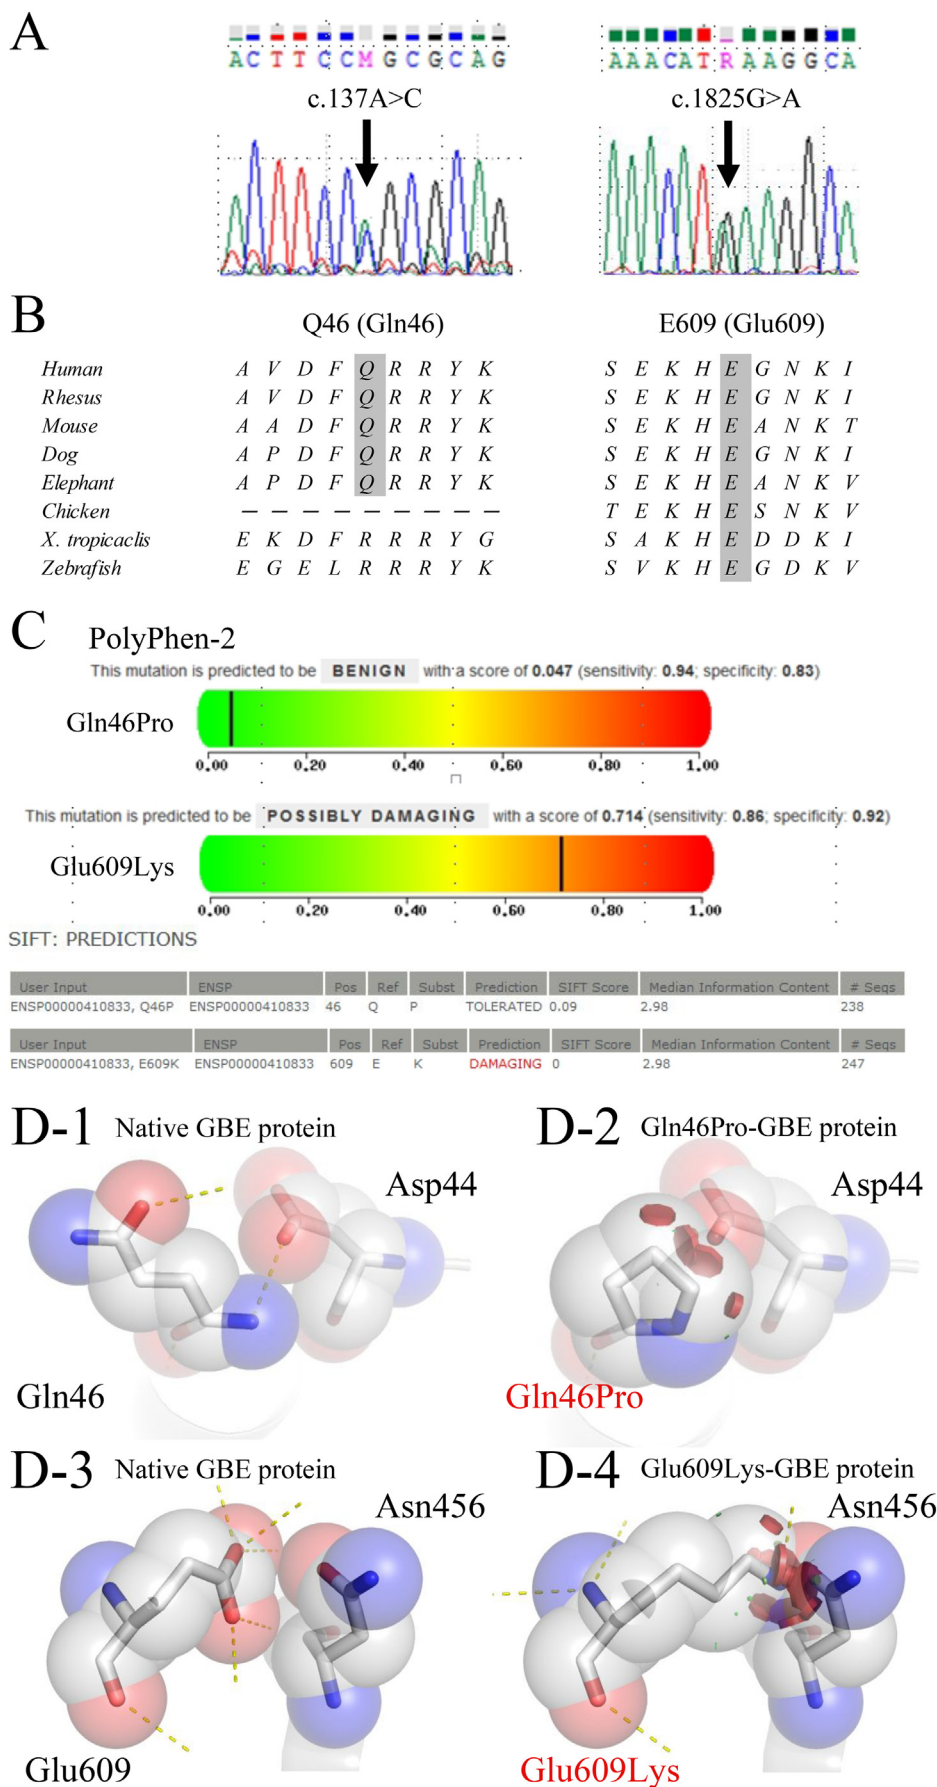 A
A C T T C C M G C G C A G
A A A C A T R A A G G C A
c.137A>C
c.1825G>A
B
Q46 (Gln46)
E609 (Glu609)
Human A V D F Q R R Y K S E K H E G N K I
Rhesus A V D F Q R R Y K S E K H E G N K I
Mouse A A D F Q R R Y K S E K H E A N K T
Dog A P D F Q R R Y K S E K H E G N K I
Elephant A P D F Q R R Y K S E K H E A N K V
Chicken — — — — — — — — — T E K H E S N K V
X. tropicaclis E K D F R R R Y G S A K H E D D K I
Zebrafish E G E L R R R Y K S V K H E G D K V
C
PolyPhen-2
This mutation is predicted to be BENIGN with a score of 0.047 (sensitivity: 0.94; specificity: 0.83)
Gln46Pro
0.00 0.20 0.40 0.60 0.80 1.00
This mutation is predicted to be POSSIBLY DAMAGING with a score of 0.714 (sensitivity: 0.86; specificity: 0.92)
Glu609Lys
0.00 0.20 0.40 0.60 0.80 1.00
SIFT: PREDICTIONS
User Input ENSP Pos Ref Subst Prediction SIFT Score Median Information Content # Seqs
ENSP00000410833, Q46P ENSP00000410833 46 Q P TOLERATED 0.09 2.98 238
User Input ENSP Pos Ref Subst Prediction SIFT Score Median Information Content # Seqs
ENSP00000410833, E609K ENSP00000410833 609 E K DAMAGING 0 2.98 247
D-1 Native GBE protein
Asp44
Gln46
D-2 Gln46Pro-GBE protein
Asp44
Gln46Pro
D-3 Native GBE protein
Asn456
Glu609
D-4 Glu609Lys-GBE protein
Asn456
Glu609Lys